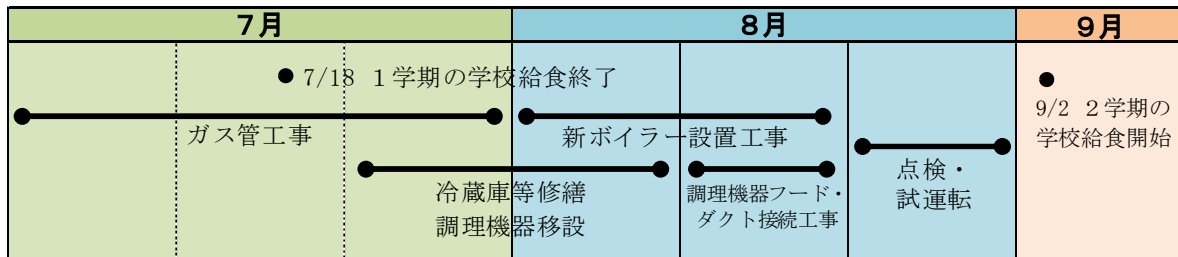 7月
8月
9月
7/18 1学期の学校給食終了
ガス管工事
新ボイラー設置工事
冷蔵庫等修繕
調理機器移設
調理機器フード・
ダクト接続工事
点検・
試運転
9/2 2学期の
学校給食開始